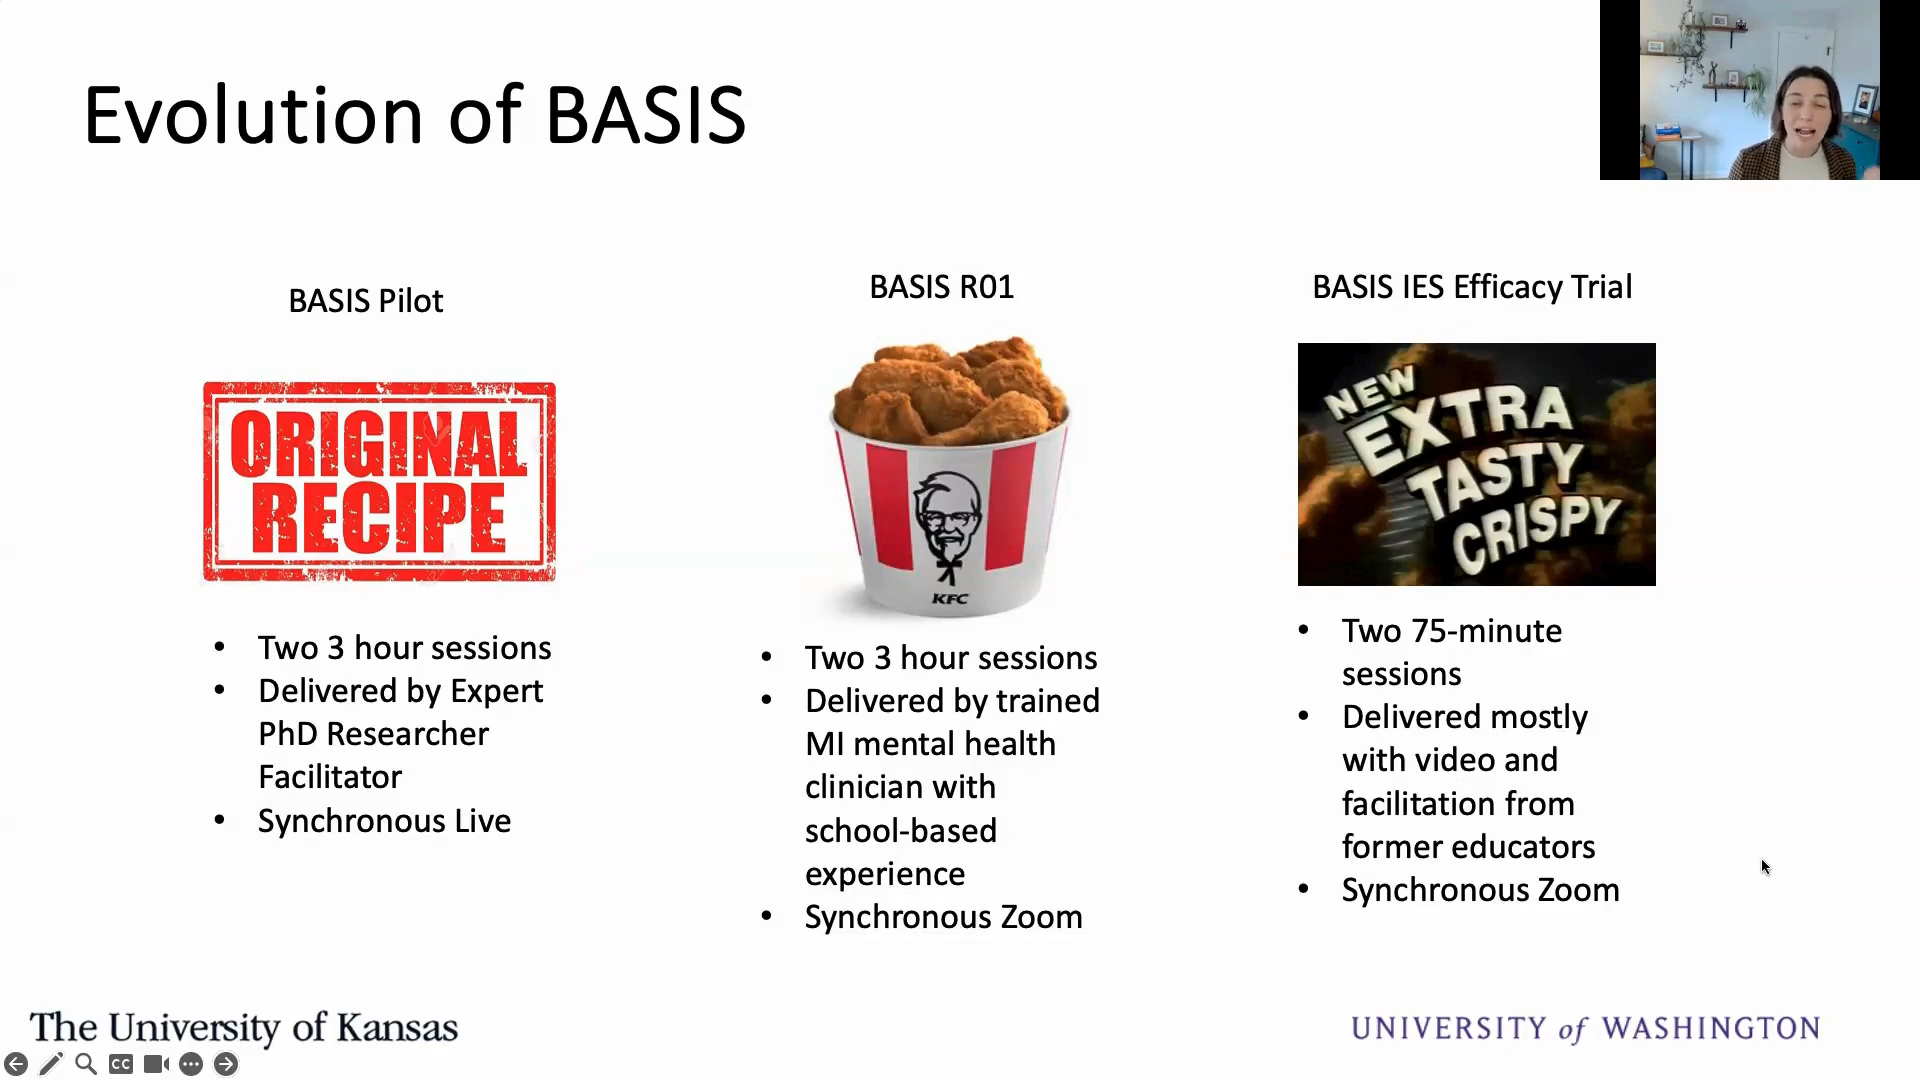 Evolution of BASIS
BASIS Pilot
ORIGINAL
RECIPE
• Two 3 hour sessions
• Delivered by Expert
PhD Researcher
Facilitator
• Synchronous Live
BASIS R01
KFC
• Two 3 hour sessions
• Delivered by trained
MI mental health
clinician with
school-based
experience
• Synchronous Zoom
BASIS IES Efficacy Trial
NEW
EXTRA
TASTY
CRISPY
• Two 75-minute
sessions
• Delivered mostly
with video and
facilitation from
former educators
• Synchronous Zoom
The University of Kansas
UNIVERSITY of WASHINGTON
CC